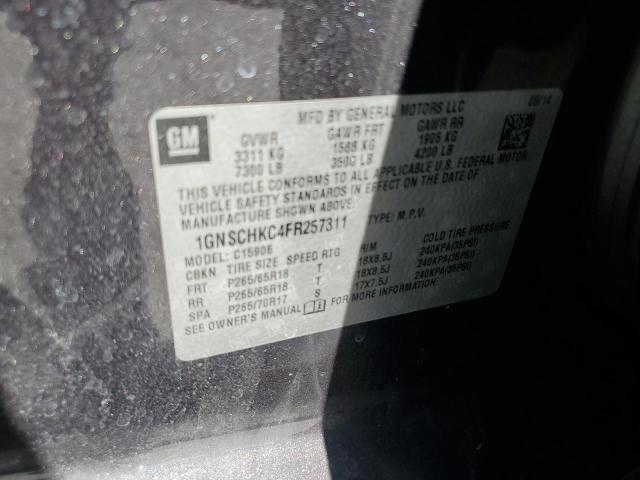 GM
MFD BY GENERAL MOTORS LLC 08/14
GVWR GAWR FRT GAWR RR
3311 KG 1588 KG 1905 KG
7300 LB 3500 LB 4200 LB
THIS VEHICLE CONFORMS TO ALL APPLICABLE U.S. FEDERAL MOTOR
VEHICLE SAFETY STANDARDS IN EFFECT ON THE DATE OF
MANUFACTURE SHOWN ABOVE.
1GNSCHKC4FR257311 TYPE: M.P.V.
MODEL: C15906
CBKN TIRE SIZE SPEED RTG RIM COLD TIRE PRESSURE
FRT P265/65R18 T 18X8.5J 240KPA(35PSI)
RR P265/65R18 T 18X8.5J 240KPA(35PSI)
SPA P265/70R17 S 17X7.5J 240KPA(35PSI)
SEE OWNER'S MANUAL FOR MORE INFORMATION.